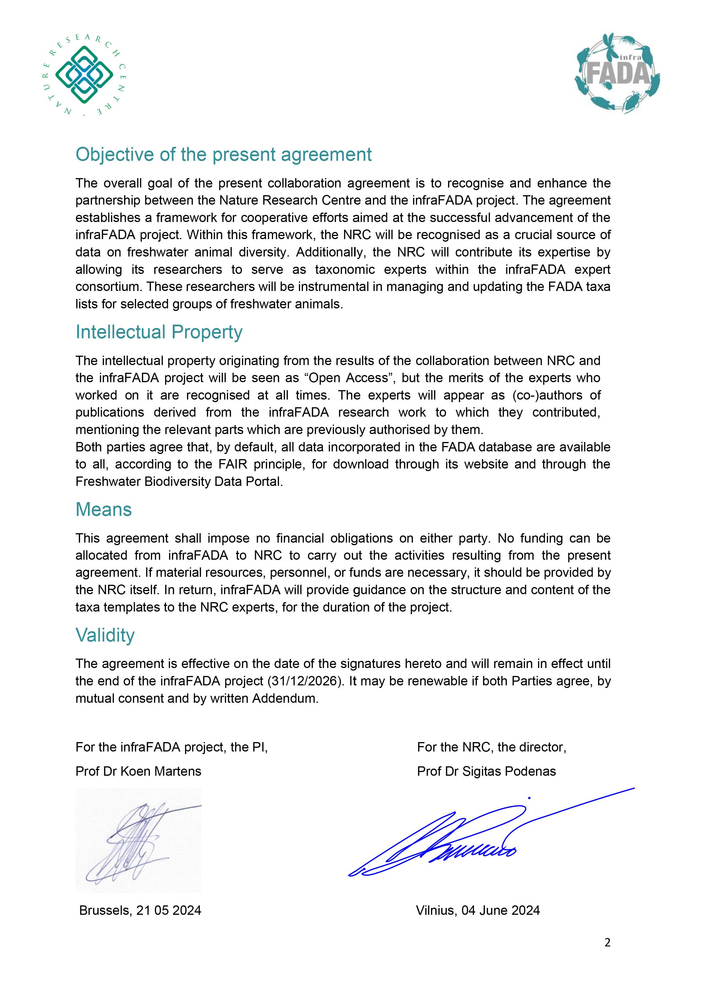 NATURE RESEARCH CENTRE ·
infra
FADA
Objective of the present agreement
The overall goal of the present collaboration agreement is to recognise and enhance the
partnership between the Nature Research Centre and the infraFADA project. The agreement
establishes a framework for cooperative efforts aimed at the successful advancement of the
infraFADA project. Within this framework, the NRC will be recognised as a crucial source of
data on freshwater animal diversity. Additionally, the NRC will contribute its expertise by
allowing its researchers to serve as taxonomic experts within the infraFADA expert
consortium. These researchers will be instrumental in managing and updating the FADA taxa
lists for selected groups of freshwater animals.
Intellectual Property
The intellectual property originating from the results of the collaboration between NRC and
the infraFADA project will be seen as “Open Access”, but the merits of the experts who
worked on it are recognised at all times. The experts will appear as (co-)authors of
publications derived from the infraFADA research work to which they contributed,
mentioning the relevant parts which are previously authorised by them.
Both parties agree that, by default, all data incorporated in the FADA database are available
to all, according to the FAIR principle, for download through its website and through the
Freshwater Biodiversity Data Portal.
Means
This agreement shall impose no financial obligations on either party. No funding can be
allocated from infraFADA to NRC to carry out the activities resulting from the present
agreement. If material resources, personnel, or funds are necessary, it should be provided by
the NRC itself. In return, infraFADA will provide guidance on the structure and content of the
taxa templates to the NRC experts, for the duration of the project.
Validity
The agreement is effective on the date of the signatures hereto and will remain in effect until
the end of the infraFADA project (31/12/2026). It may be renewable if both Parties agree, by
mutual consent and by written Addendum.
For the infraFADA project, the PI,
For the NRC, the director,
Prof Dr Koen Martens
Prof Dr Sigitas Podenas
Brussels, 21 05 2024
Vilnius, 04 June 2024
2